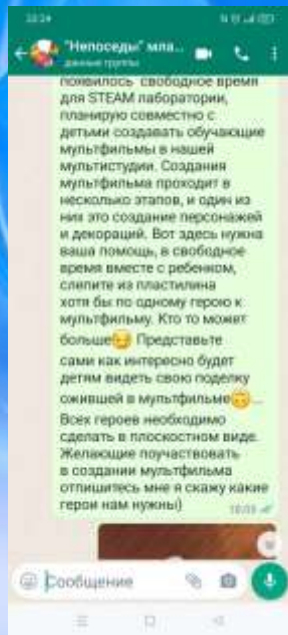 "Непоседы" мла...
данные группы
появилось свободное время
для STEAM лаборатории,
планирую совместно с
детьми создавать обучающие
мультфильмы в нашей
мультистудии. Создания
мультфильма проходит в
несколько этапов, и один из
них это создание персонажей
и декораций. Вот здесь нужна
ваша помощь, в свободное
время вместе с ребенком,
слепите из пластилина
хотя бы по одному герою к
мультфильму. Кто то может
больше😏 Представьте
сами как интересно будет
детям видеть свою поделку
ожившей в мультфильме🙃...
Всех героев необходимо
сделать в плоскостном виде.
Желающие поучаствовать
в создании мультфильма
отпишитесь мне я скажу какие
герои нам нужны)
Сообщение